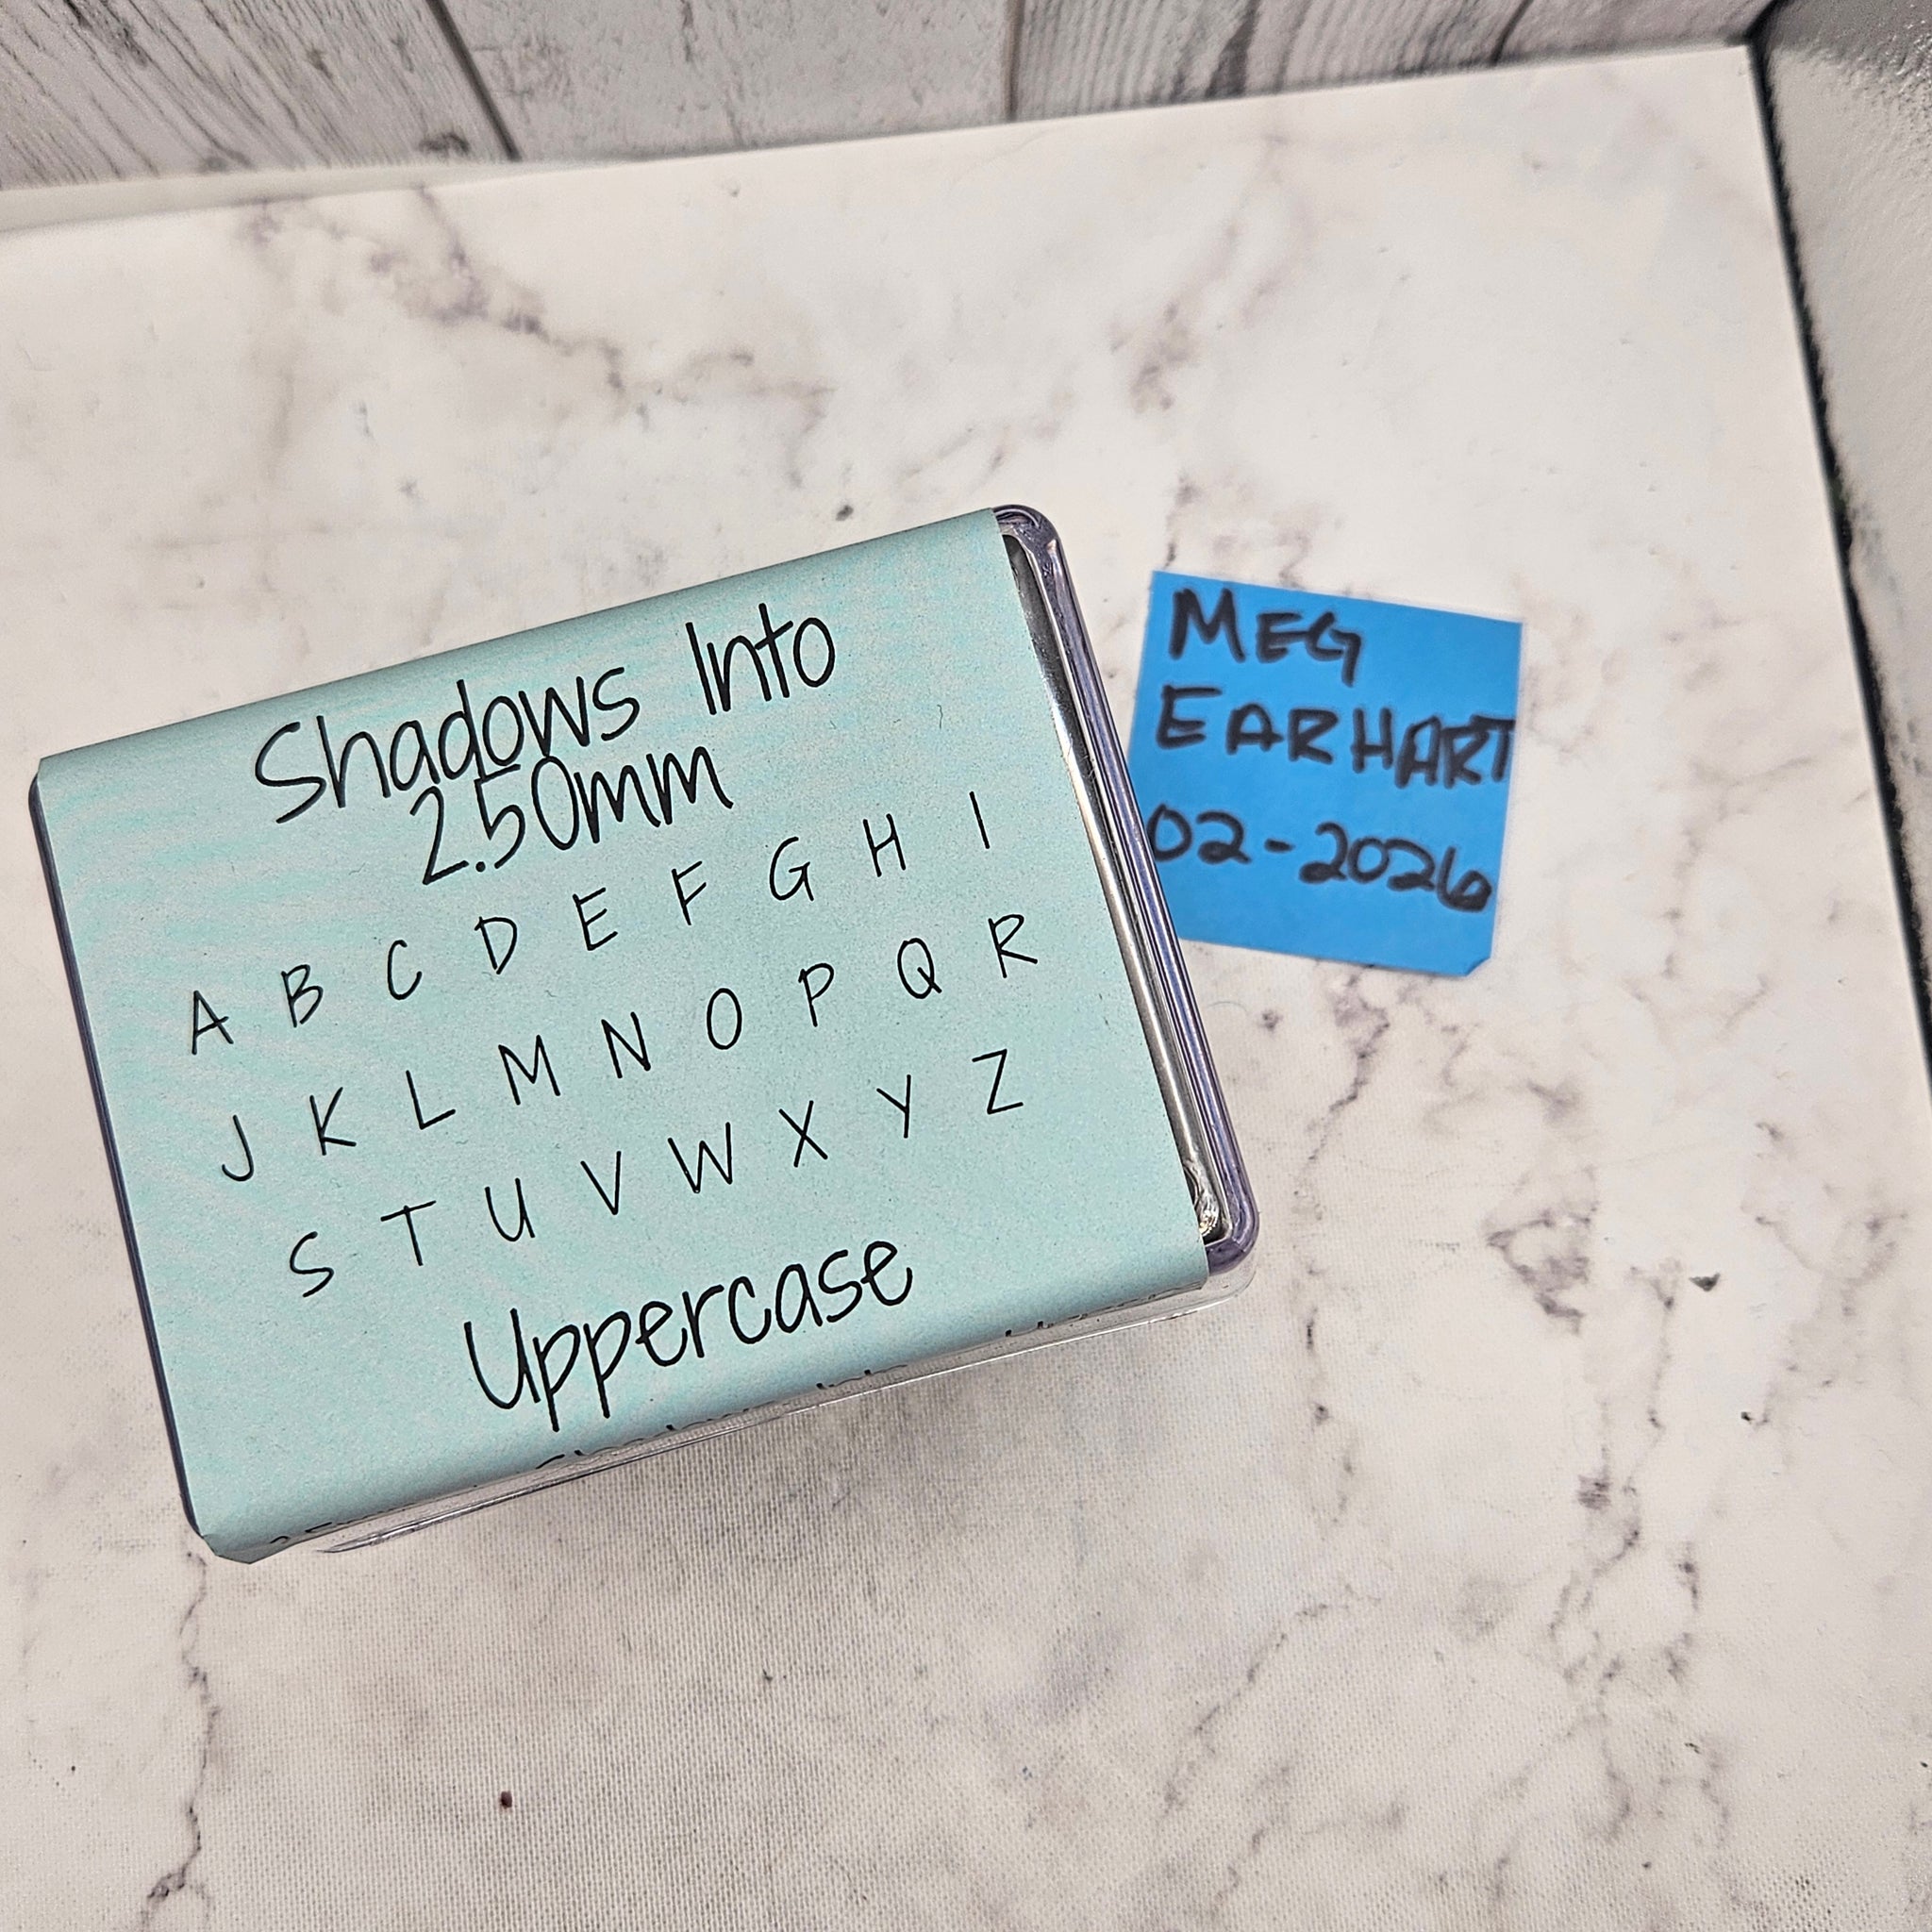 Shadows Into
2.50mm
A B C D E F G H I
J K L M N O P Q R
S T U V W X Y Z
Uppercase
MEG
EARHART
02-2026